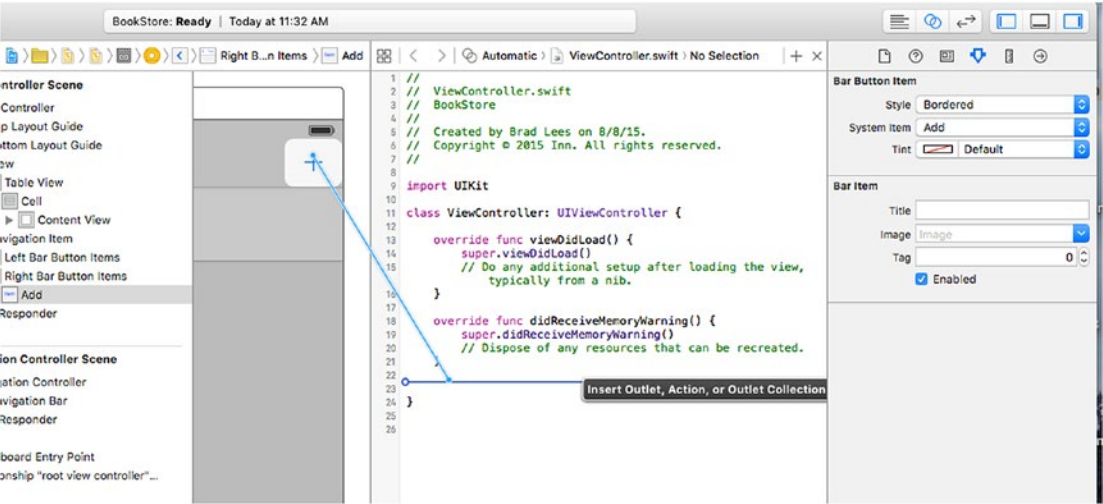 BookStore: Ready | Today at 11:32 AM
Right B...n Items
Add
Automatic
ViewController.swift
No Selection
ntroller Scene
Controller
p Layout Guide
ttom Layout Guide
ew
Table View
Cell
Content View
vigation Item
Left Bar Button Items
Right Bar Button Items
Add
Responder
ion Controller Scene
gation Controller
avigation Bar
Responder
board Entry Point
onship "root view controller"...
1 //
2 // ViewController.swift
3 // BookStore
4 //
5 // Created by Brad Lees on 8/8/15.
6 // Copyright © 2015 Inn. All rights reserved.
7 //
8
9 import UIKit
10
11 class ViewController: UIViewController {
12
13 override func viewDidLoad() {
14 super.viewDidLoad()
15 // Do any additional setup after loading the view,
typically from a nib.
16 }
17
18 override func didReceiveMemoryWarning() {
19 super.didReceiveMemoryWarning()
20 // Dispose of any resources that can be recreated.
21 }
22
23
Insert Outlet, Action, or Outlet Collection
24 }
25
26
Bar Button Item
Style Bordered
System Item Add
Tint Default
Bar Item
Title
Image Image
Tag 0
Enabled